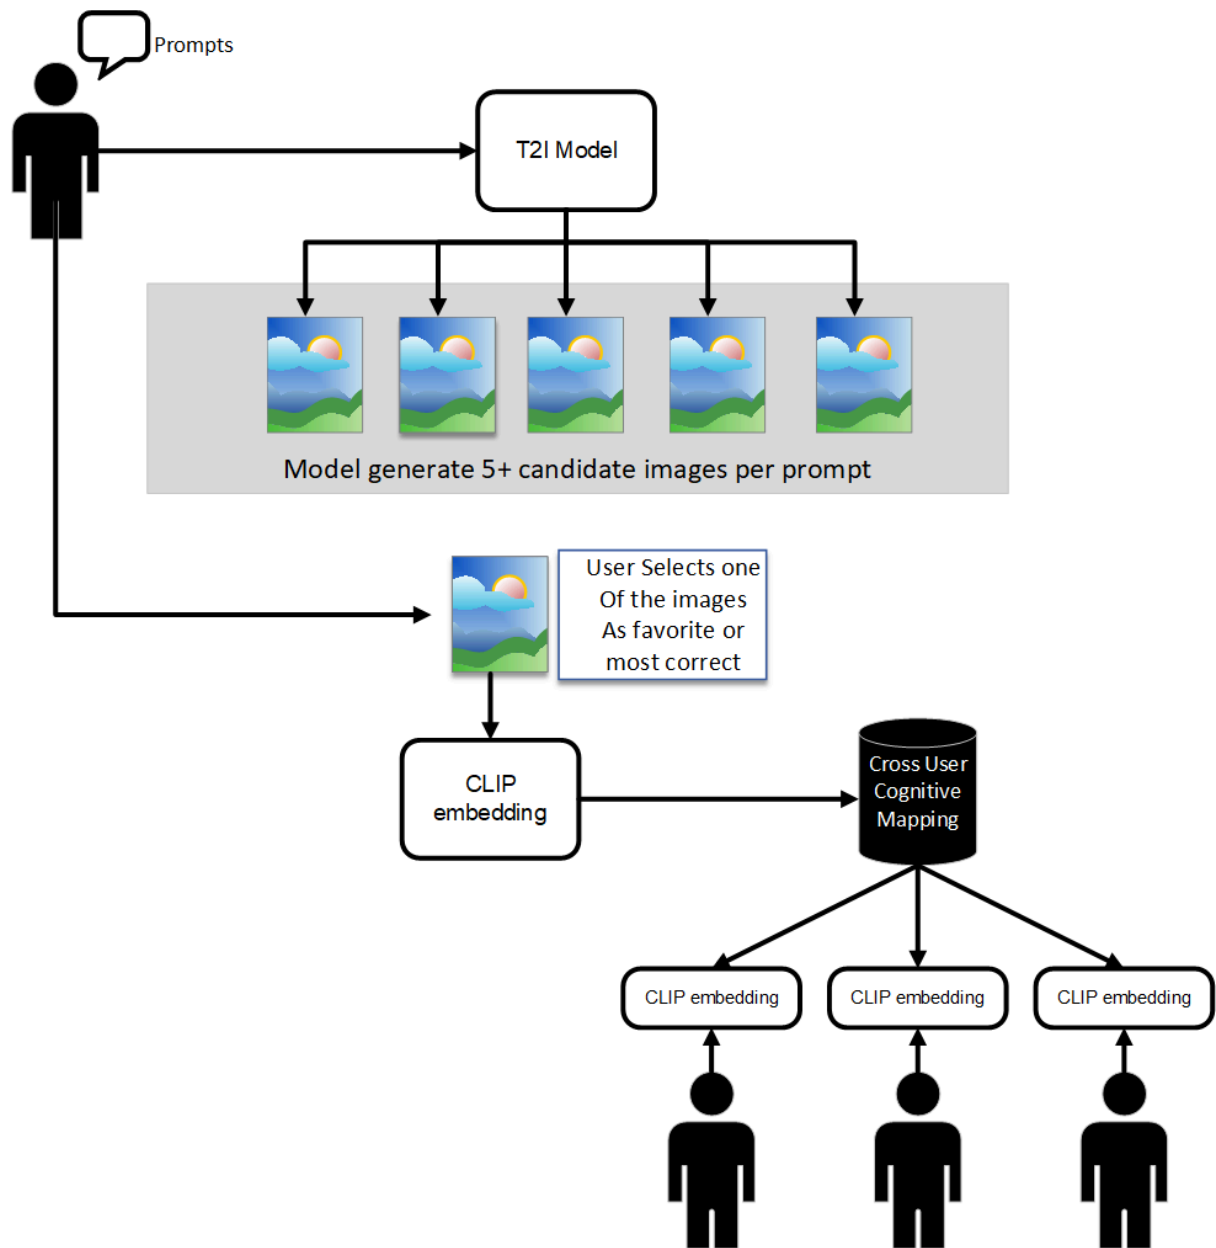 Prompts
T2I Model
Model generate 5+ candidate images per prompt
User Selects one
Of the images
As favorite or
most correct
CLIP
embedding
Cross User
Cognitive
Mapping
CLIP embedding
CLIP embedding
CLIP embedding